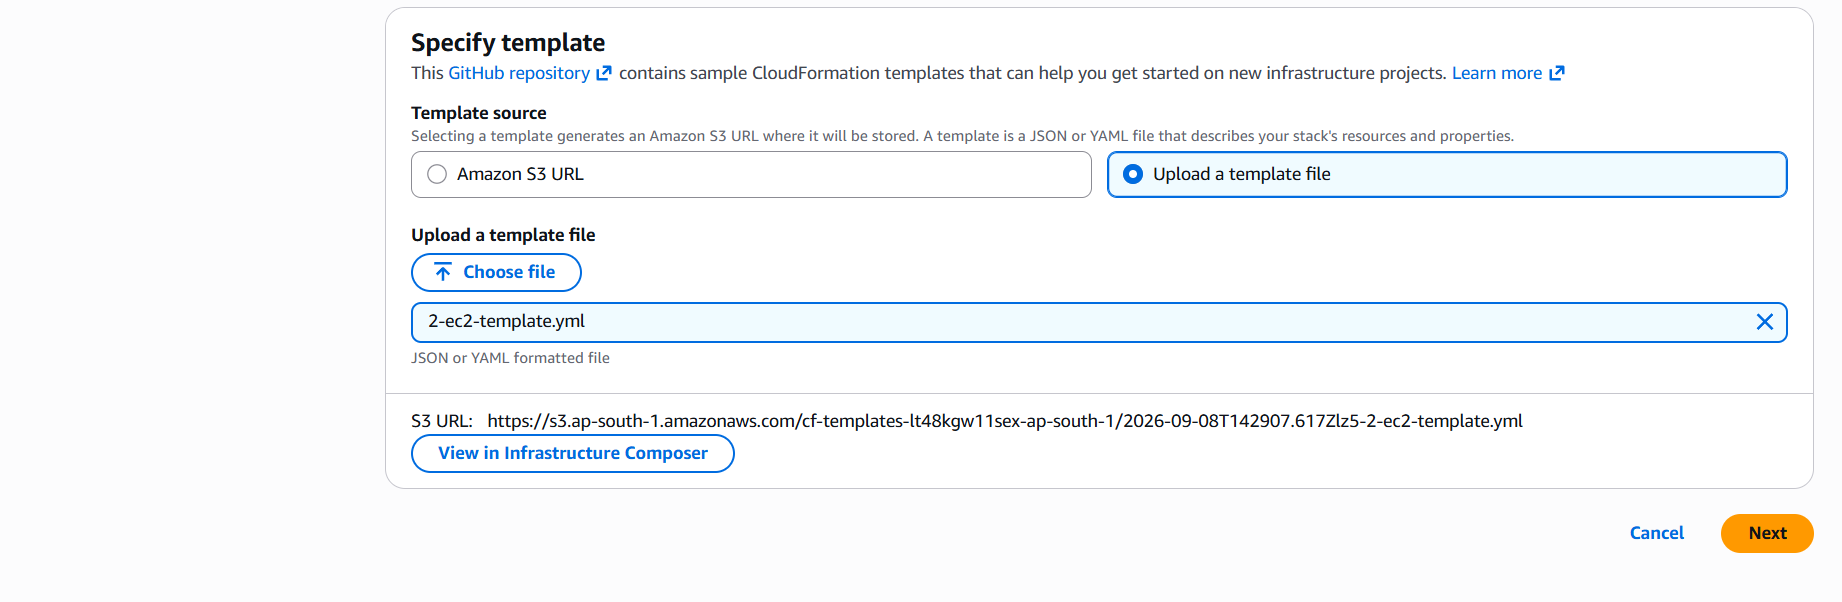 Specify template
This GitHub repository contains sample CloudFormation templates that can help you get started on new infrastructure projects. Learn more
Template source
Selecting a template generates an Amazon S3 URL where it will be stored. A template is a JSON or YAML file that describes your stack's resources and properties.
Amazon S3 URL
Upload a template file
Upload a template file
Choose file
2-ec2-template.yml
JSON or YAML formatted file
S3 URL: https://s3.ap-south-1.amazonaws.com/cf-templates-lt48kgw11sex-ap-south-1/2026-09-08T142907.617Zlz5-2-ec2-template.yml
View in Infrastructure Composer
Cancel
Next